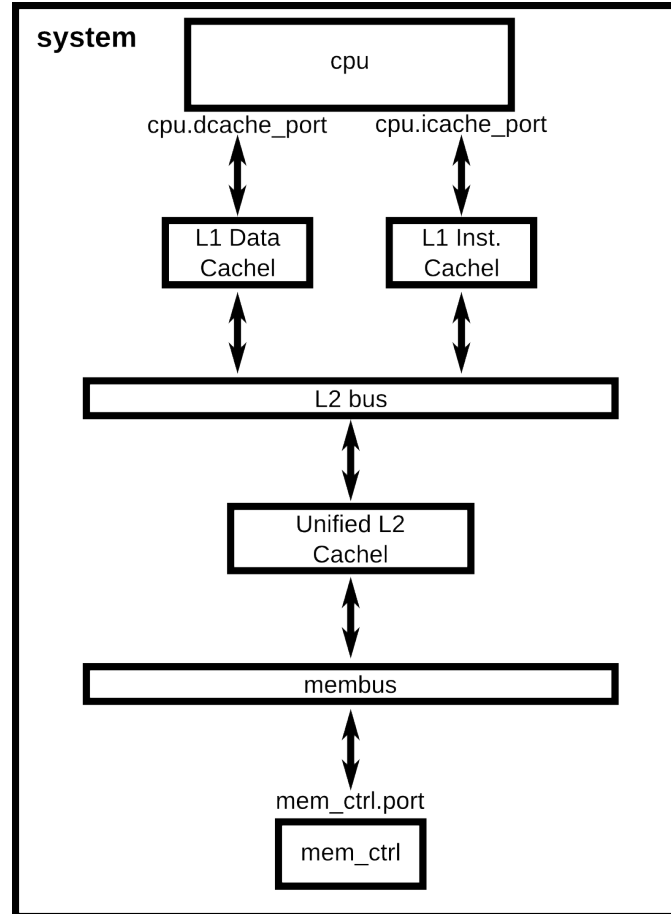 system
cpu
cpu.dcache_port
cpu.icache_port
L1 Data
Cachel
L1 Inst.
Cachel
L2 bus
Unified L2
Cachel
membus
mem_ctrl.port
mem_ctrl